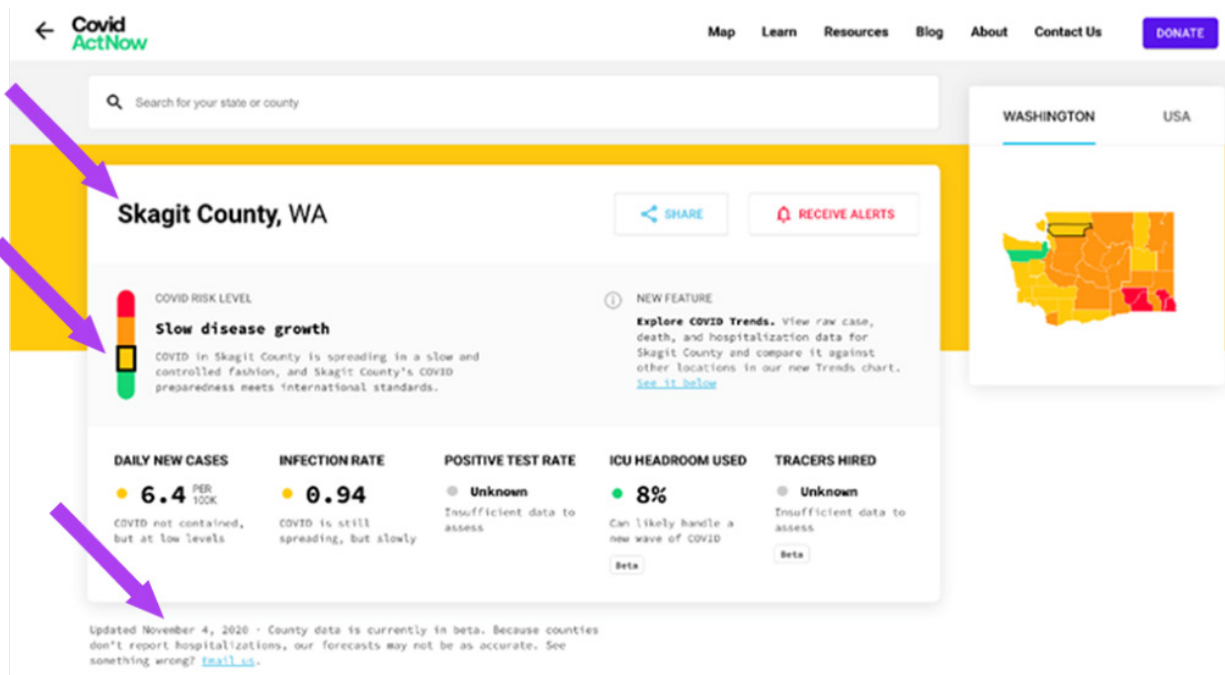 Covid
ActNow
Map Learn Resources Blog About Contact Us DONATE
Search for your state or county
WASHINGTON USA
Skagit County, WA
SHARE
RECEIVE ALERTS
COVID RISK LEVEL
Slow disease growth
COVID in Skagit County is spreading in a slow and
controlled fashion, and Skagit County's COVID
preparedness meets international standards.
NEW FEATURE
Explore COVID Trends. View raw case,
death, and hospitalization data for
Skagit County and compare it against
other locations in our new Trends chart.
See it below
DAILY NEW CASES
6.4 PER
100K
COVID not contained,
but at low levels
INFECTION RATE
0.94
COVID is still
spreading, but slowly
POSITIVE TEST RATE
Unknown
Insufficient data to
assess
ICU HEADROOM USED
8%
Can likely handle a
new wave of COVID
Beta
TRACERS HIRED
Unknown
Insufficient data to
assess
Beta
Updated November 4, 2020 · County data is currently in beta. Because counties
don't report hospitalizations, our forecasts may not be as accurate. See
something wrong? Email us.